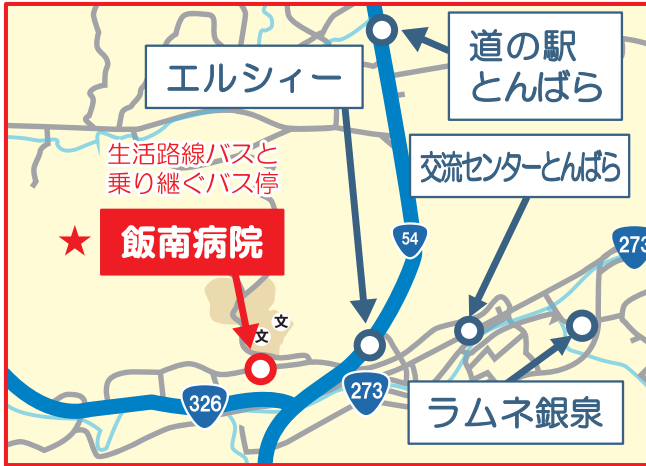 道の駅
とんばら
エルシィー
生活路線バスと
乗り継ぐバス停
交流センターとんばら
★ 飯南病院
54
273
文
文
326
273
ラムネ銀泉